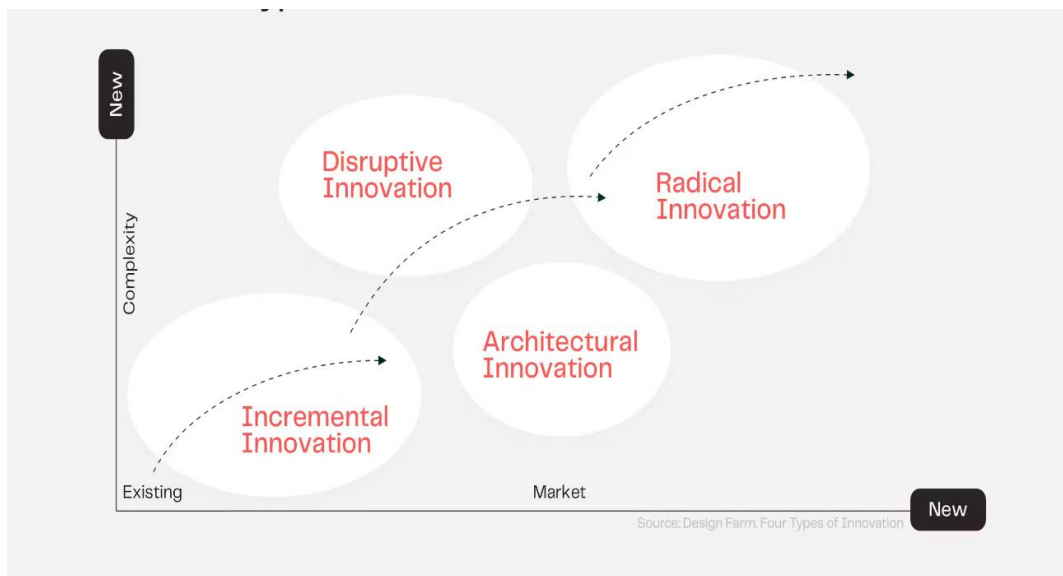 New
Disruptive
Innovation
Radical
Innovation
Complexity
Architectural
Innovation
Incremental
Innovation
Existing
Market
New
Source: Design Farm. Four Types of Innovation